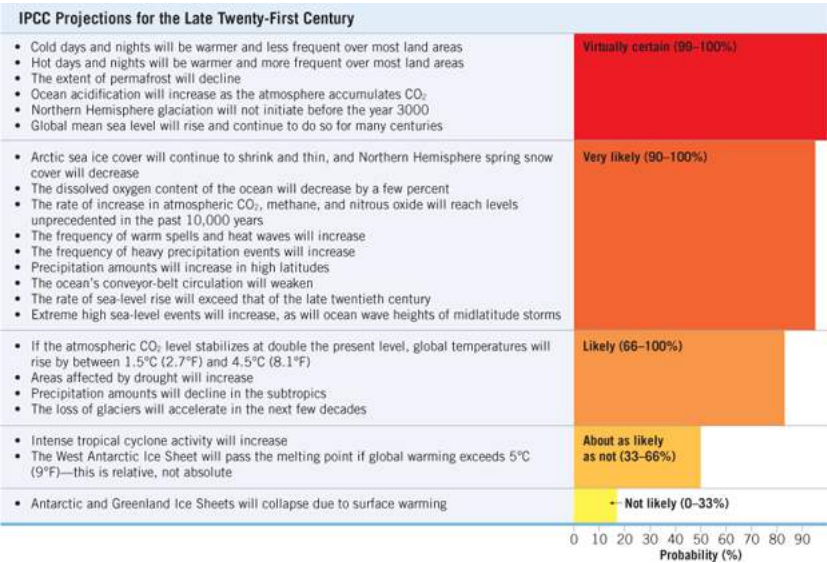 IPCC Projections for the Late Twenty-First Century
• Cold days and nights will be warmer and less frequent over most land areas
• Hot days and nights will be warmer and more frequent over most land areas
• The extent of permafrost will decline
• Ocean acidification will increase as the atmosphere accumulates CO₂
• Northern Hemisphere glaciation will not initiate before the year 3000
• Global mean sea level will rise and continue to do so for many centuries
Virtually certain (99–100%)
• Arctic sea ice cover will continue to shrink and thin, and Northern Hemisphere spring snow
cover will decrease
• The dissolved oxygen content of the ocean will decrease by a few percent
• The rate of increase in atmospheric CO₂, methane, and nitrous oxide will reach levels
unprecedented in the past 10,000 years
• The frequency of warm spells and heat waves will increase
• The frequency of heavy precipitation events will increase
• Precipitation amounts will increase in high latitudes
• The ocean's conveyor-belt circulation will weaken
• The rate of sea-level rise will exceed that of the late twentieth century
• Extreme high sea-level events will increase, as will ocean wave heights of midlatitude storms
Very likely (90–100%)
• If the atmospheric CO₂ level stabilizes at double the present level, global temperatures will
rise by between 1.5°C (2.7°F) and 4.5°C (8.1°F)
• Areas affected by drought will increase
• Precipitation amounts will decline in the subtropics
• The loss of glaciers will accelerate in the next few decades
Likely (66–100%)
• Intense tropical cyclone activity will increase
• The West Antarctic Ice Sheet will pass the melting point if global warming exceeds 5°C
(9°F)—this is relative, not absolute
About as likely
as not (33–66%)
• Antarctic and Greenland Ice Sheets will collapse due to surface warming
Not likely (0–33%)
0 10 20 30 40 50 60 70 80 90
Probability (%)